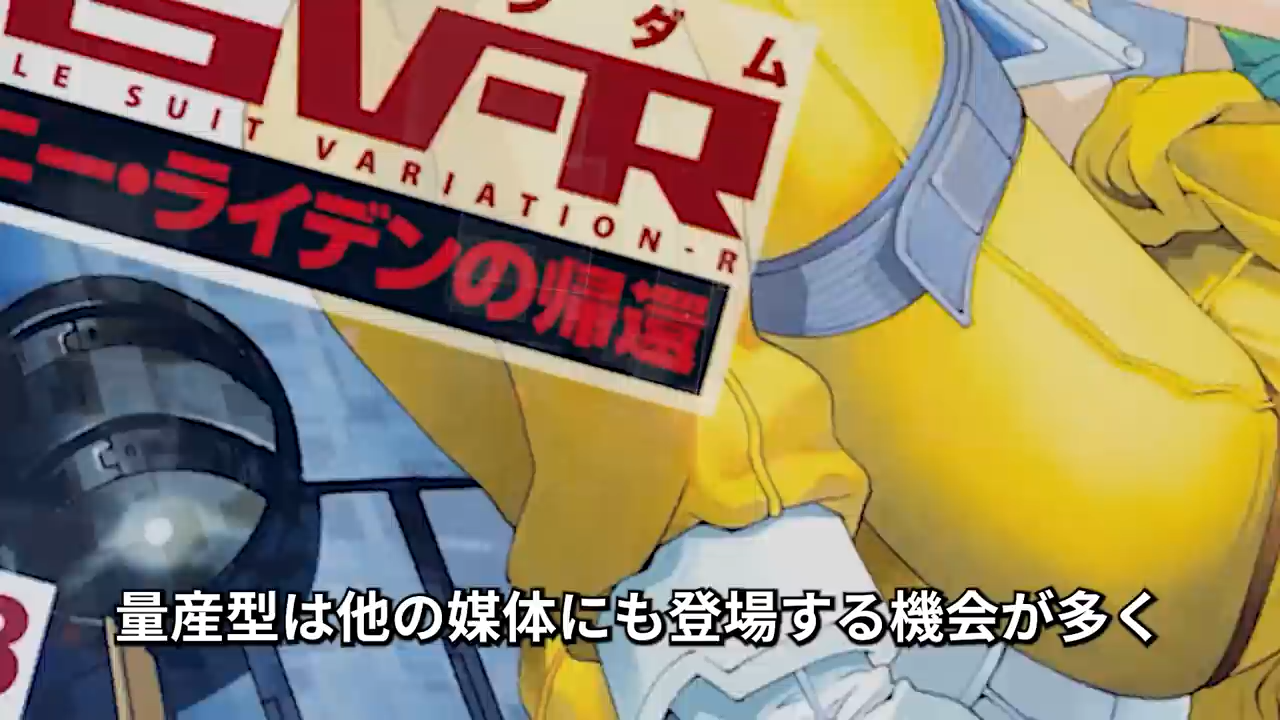 ダム
SV-R
LE SUIT VARIATION-R
ニー・ライデンの帰還
量産型は他の媒体にも登場する機会が多く